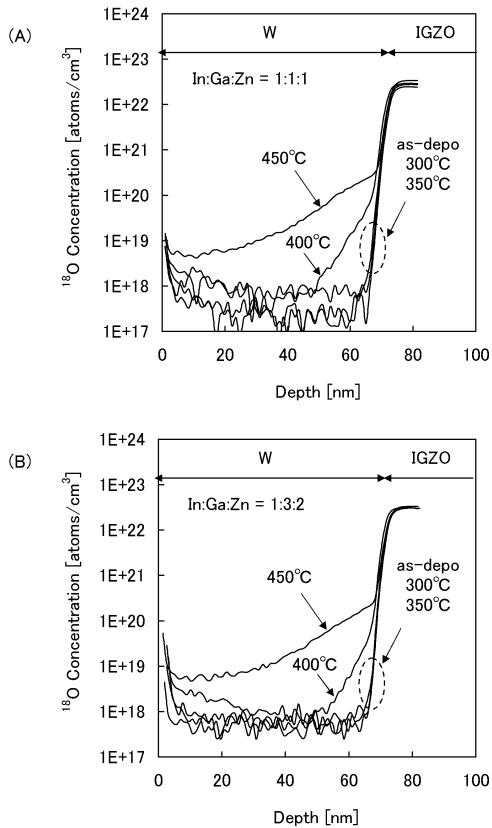 (A)
1E+24
1E+23
1E+22
1E+21
1E+20
1E+19
1E+18
1E+17
¹⁸O Concentration [atoms/cm³]
W
IGZO
In:Ga:Zn = 1:1:1
450℃
400℃
as-depo
300℃
350℃
0 20 40 60 80 100
Depth [nm]
(B)
1E+24
1E+23
1E+22
1E+21
1E+20
1E+19
1E+18
1E+17
¹⁸O Concentration [atoms/cm³]
W
IGZO
In:Ga:Zn = 1:3:2
450℃
400℃
as-depo
300℃
350℃
0 20 40 60 80 100
Depth [nm]